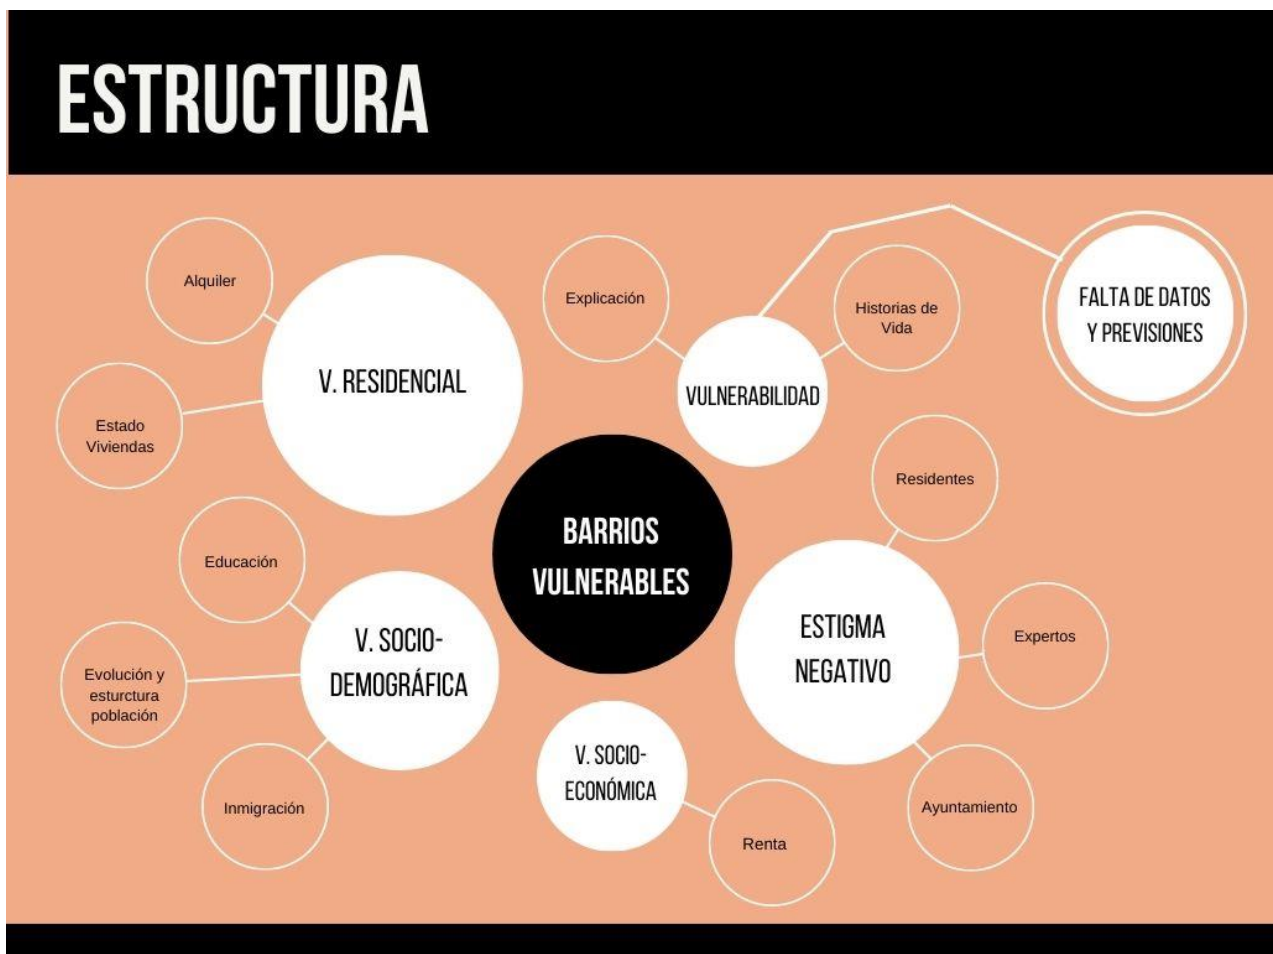 ESTRUCTURA
Alquiler
V. RESIDENCIAL
Estado
Viviendas
Explicación
VULNERABILIDAD
Historias de
Vida
FALTA DE DATOS
Y PREVISIONES
BARRIOS
VULNERABLES
Educación
V. SOCIO-
DEMOGRÁFICA
Evolución y
esturctura
población
Inmigración
V. SOCIO-
ECONÓMICA
Renta
ESTIGMA
NEGATIVO
Residentes
Expertos
Ayuntamiento